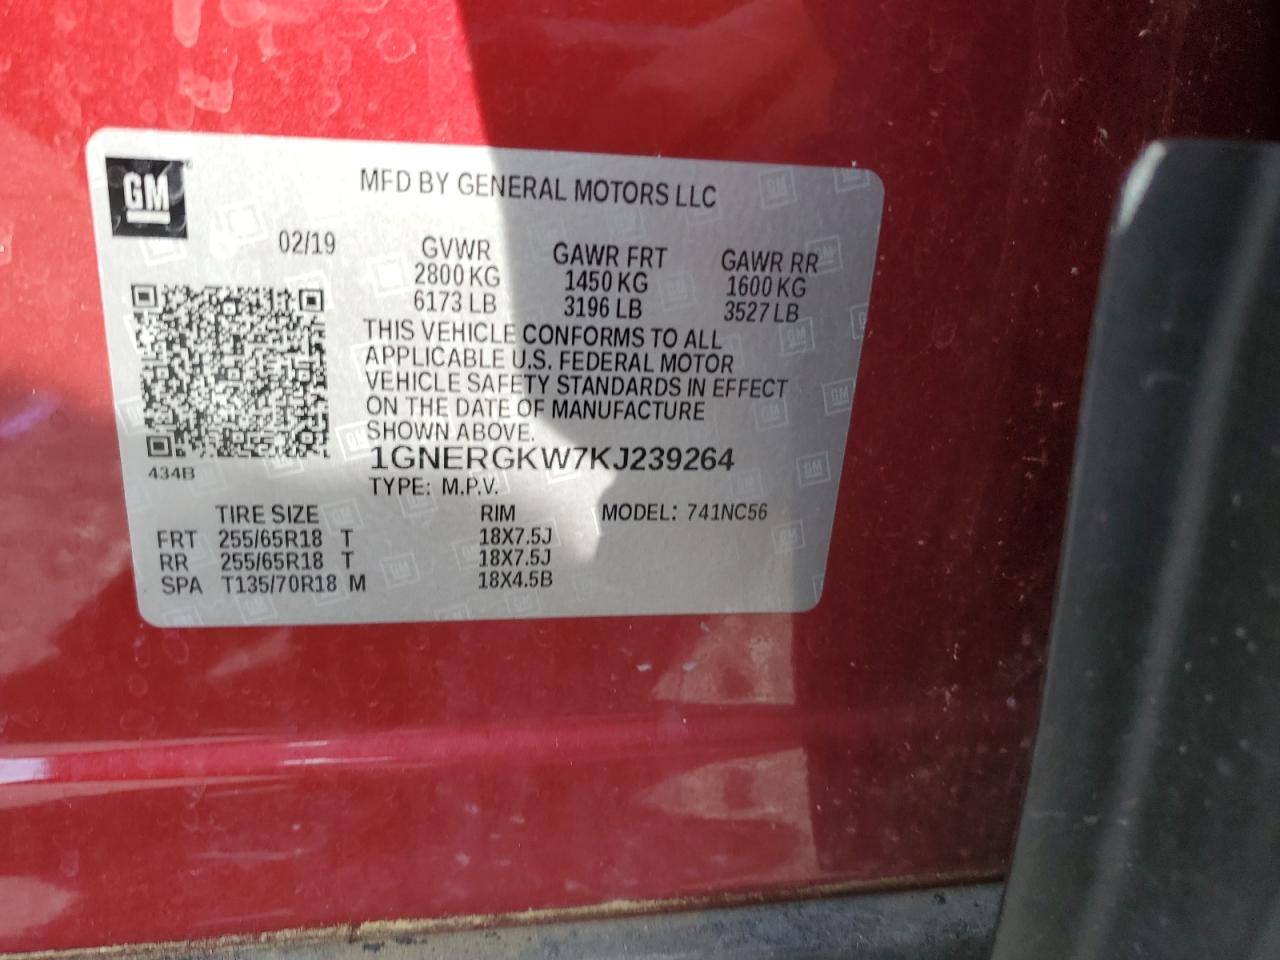 GM
MFD BY GENERAL MOTORS LLC
02/19
GVWR GAWR FRT GAWR RR
2800 KG 1450 KG 1600 KG
6173 LB 3196 LB 3527 LB
THIS VEHICLE CONFORMS TO ALL
APPLICABLE U.S. FEDERAL MOTOR
VEHICLE SAFETY STANDARDS IN EFFECT
ON THE DATE OF MANUFACTURE
SHOWN ABOVE.
1GNERGKW7KJ239264
434B
TYPE: M.P.V.
TIRE SIZE RIM MODEL: 741NC56
FRT 255/65R18 T 18X7.5J
RR 255/65R18 T 18X7.5J
SPA T135/70R18 M 18X4.5B